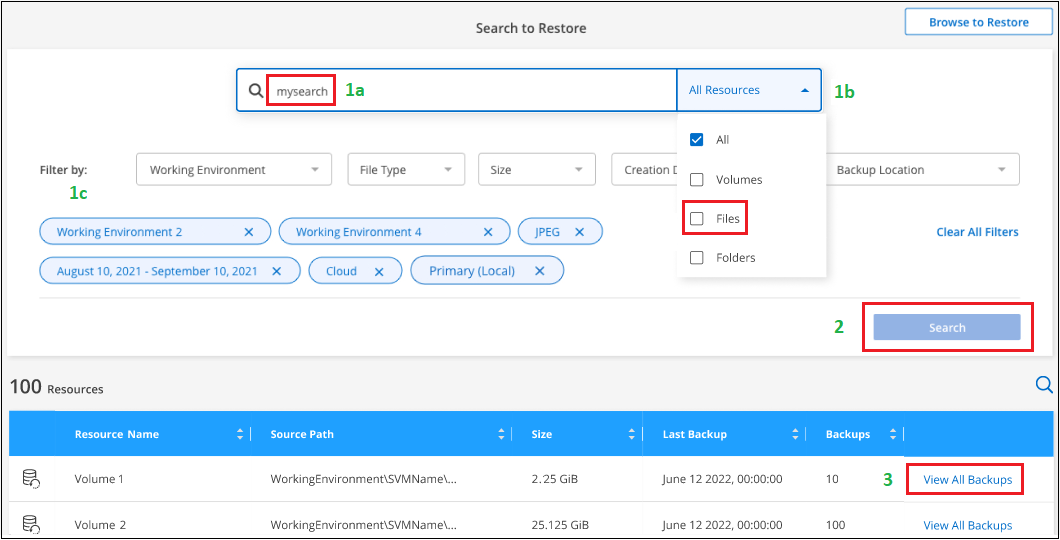 Search to Restore
Browse to Restore
mysearch 1a All Resources 1b
All
Filter by: Working Environment File Type Size Creation D Backup Location
Volumes
1c
Files
Working Environment 2 Working Environment 4 JPEG Clear All Filters
Folders
August 10, 2021 - September 10, 2021 Cloud Primary (Local)
2 Search
100 Resources
Resource Name Source Path Size Last Backup Backups
Volume 1 WorkingEnvironment\SVMName\... 2.25 GiB June 12 2022, 00:00:00 10 3 View All Backups
Volume 2 WorkingEnvironment\SVMName\... 25.125 GiB June 12 2022, 00:00:00 100 View All Backups